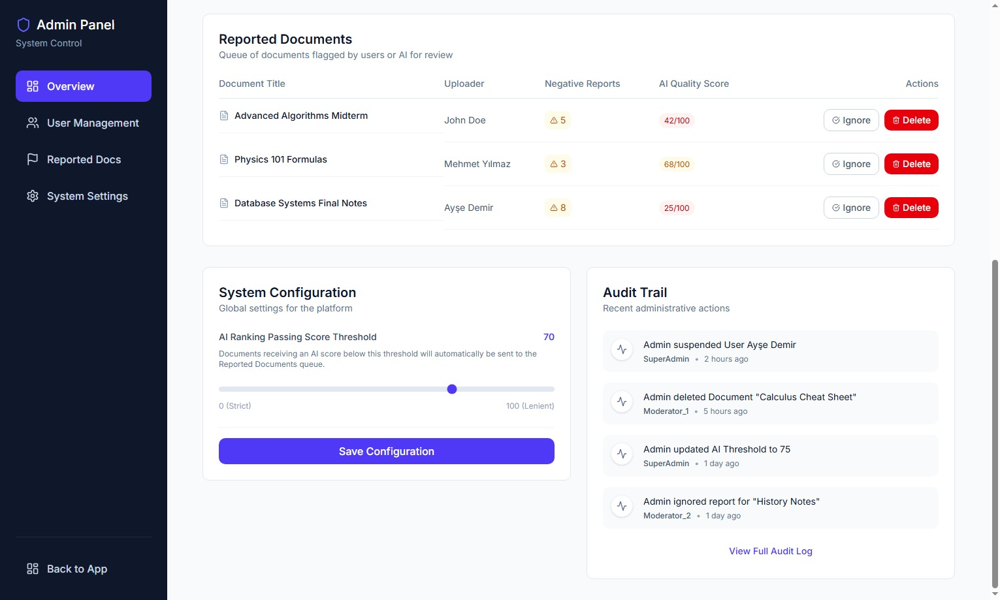 Admin Panel
System Control
Overview
User Management
Reported Docs
System Settings
Back to App
Reported Documents
Queue of documents flagged by users or AI for review
Document Title Uploader Negative Reports AI Quality Score Actions
Advanced Algorithms Midterm John Doe 5 42/100 Ignore Delete
Physics 101 Formulas Mehmet Yılmaz 3 68/100 Ignore Delete
Database Systems Final Notes Ayşe Demir 8 25/100 Ignore Delete
System Configuration
Global settings for the platform
AI Ranking Passing Score Threshold 70
Documents receiving an AI score below this threshold will automatically be sent to the
Reported Documents queue.
0 (Strict) 100 (Lenient)
Save Configuration
Audit Trail
Recent administrative actions
Admin suspended User Ayşe Demir
SuperAdmin • 2 hours ago
Admin deleted Document "Calculus Cheat Sheet"
Moderator_1 • 5 hours ago
Admin updated AI Threshold to 75
SuperAdmin • 1 day ago
Admin ignored report for "History Notes"
Moderator_2 • 1 day ago
View Full Audit Log